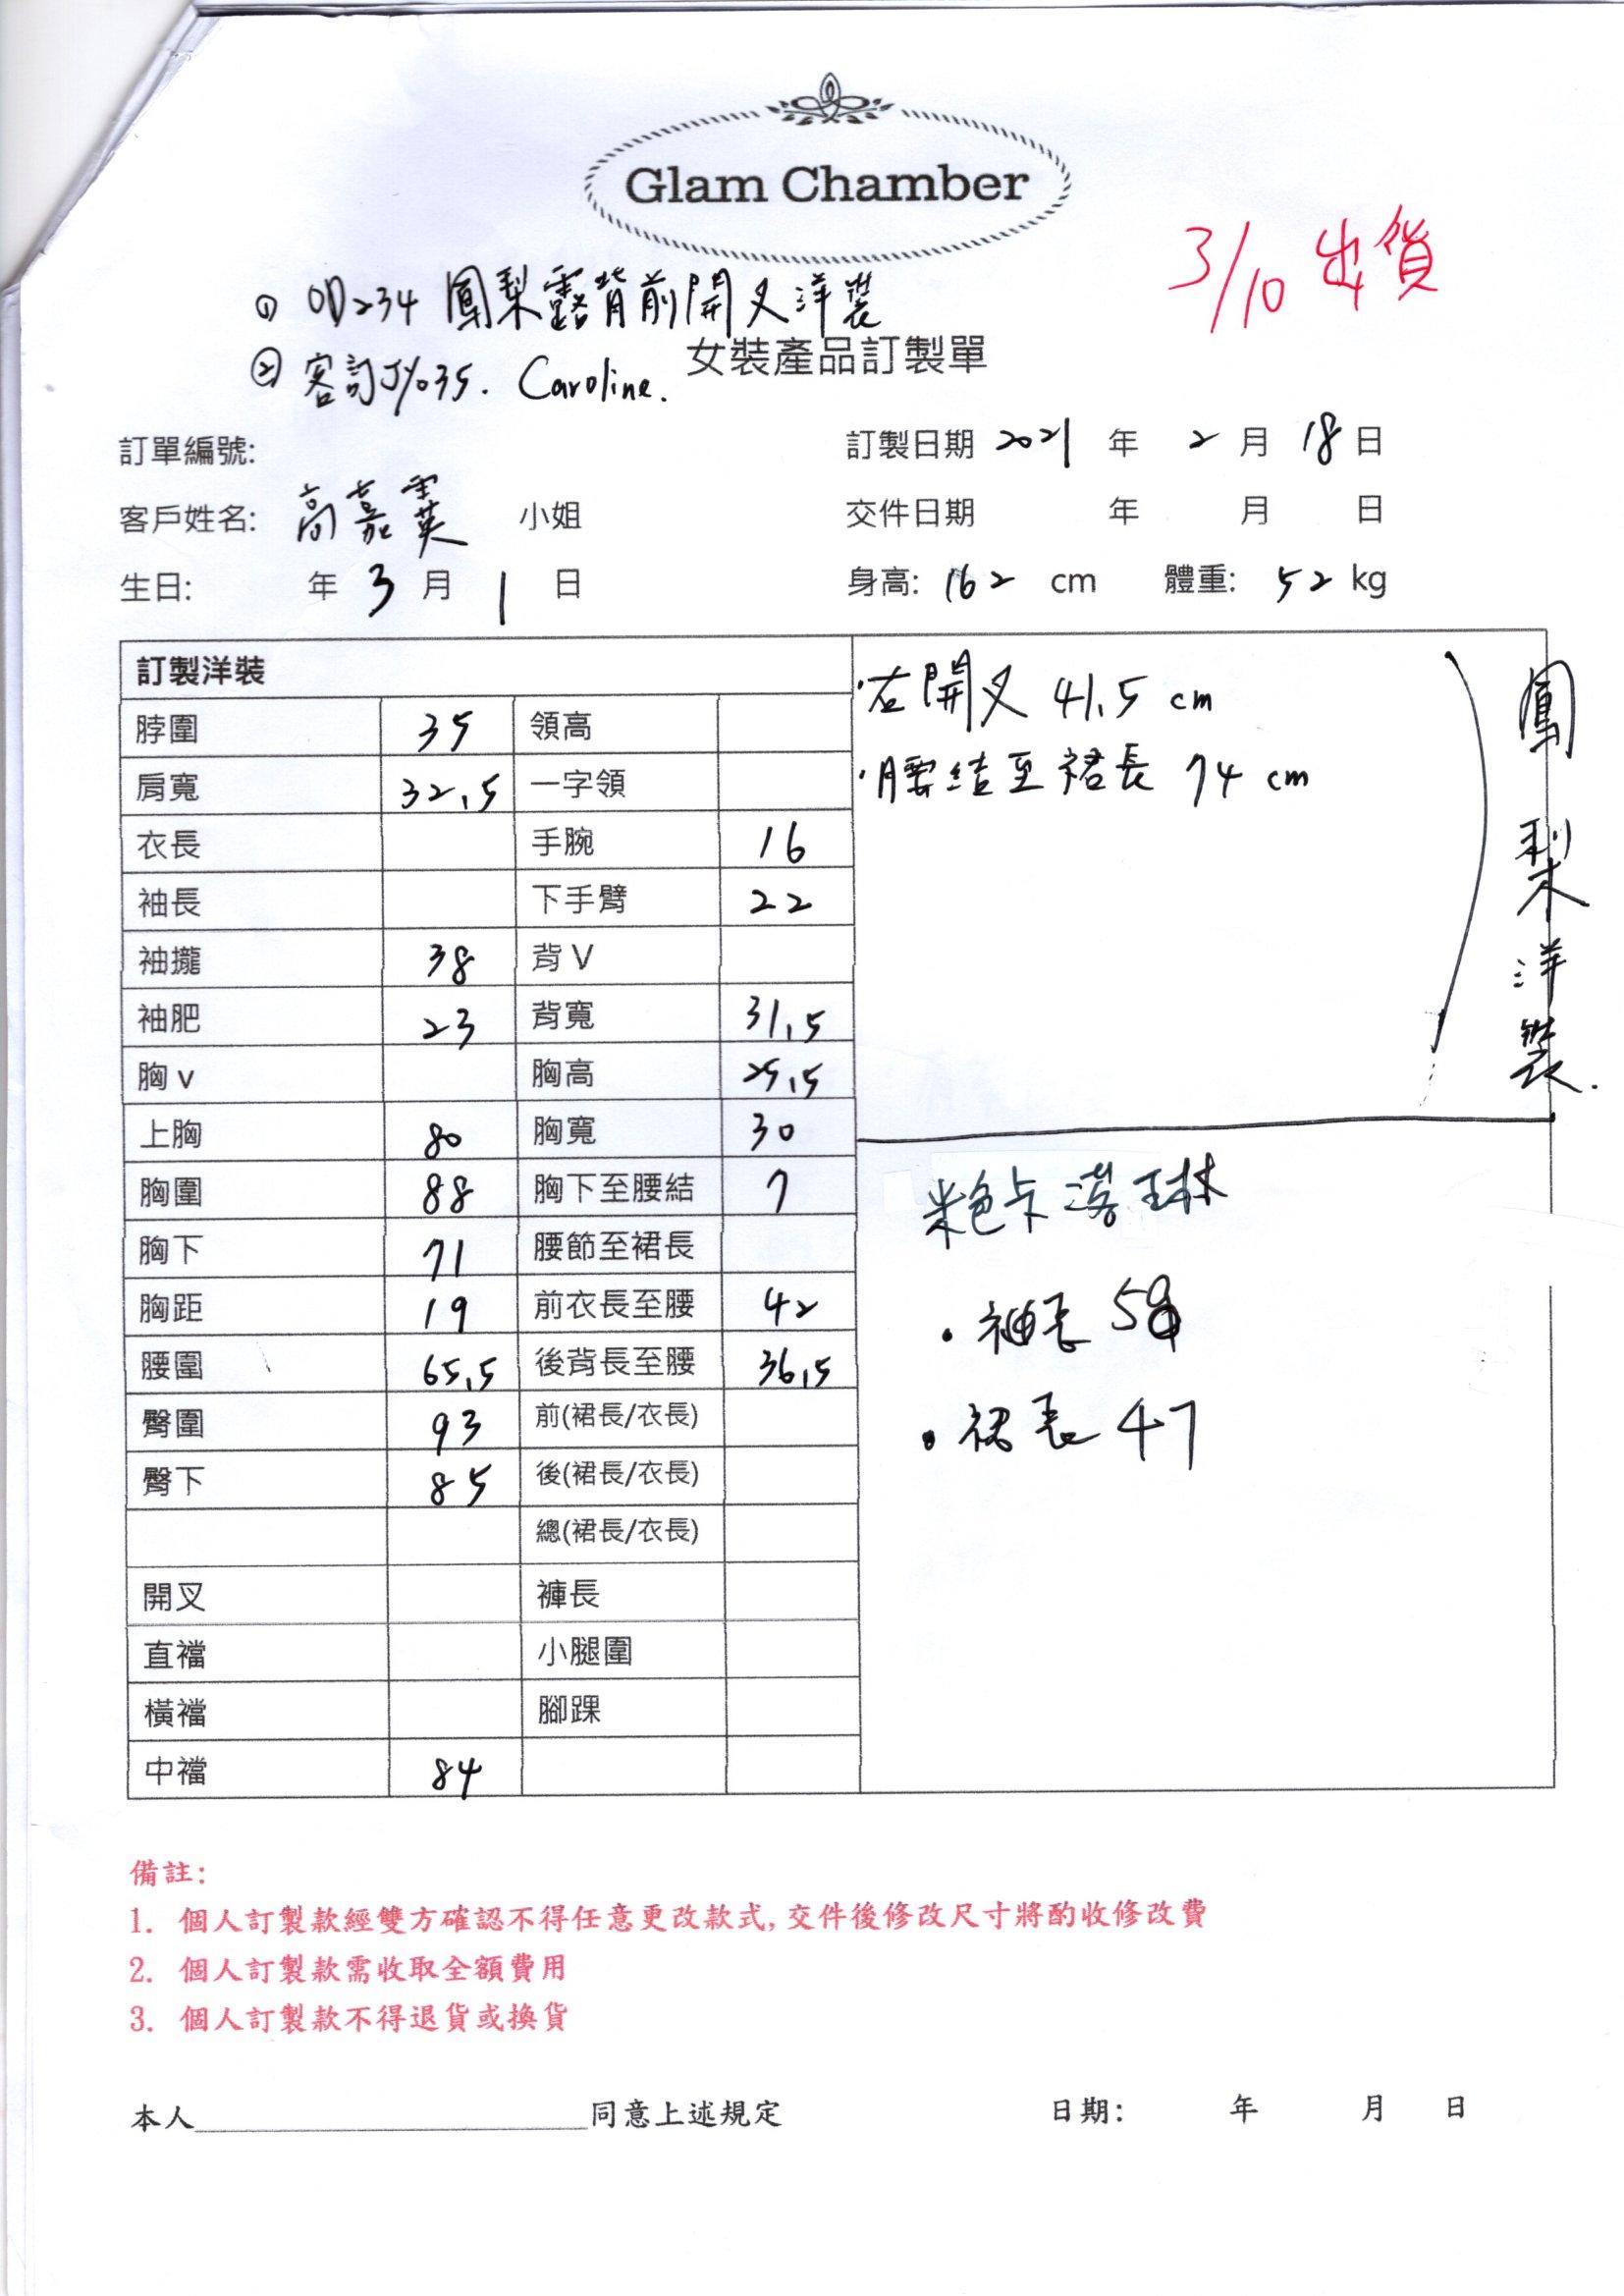 Glam Chamber
3/10 出貨
① OD234 鳳梨露背前開叉洋裝
② 客訂JY035. Caroline.
女裝產品訂製單
訂單編號: 訂製日期 2021 年 2 月 18 日
客戶姓名: 高嘉霙 小姐 交件日期 年 月 日
生日: 年 3 月 1 日 身高: 162 cm 體重: 52 kg
訂製洋裝
脖圍 35 領高
肩寬 32.5 一字領
衣長 手腕 16
袖長 下手臂 22
袖攏 38 背 V
袖肥 23 背寬 31.5
胸 v 胸高 25.5
上胸 80 胸寬 30
胸圍 88 胸下至腰結 7
胸下 71 腰節至裙長
胸距 19 前衣長至腰 42
腰圍 65.5 後背長至腰 36.5
臀圍 93 前(裙長/衣長)
臀下 85 後(裙長/衣長)
總(裙長/衣長)
開叉 褲長
直襠 小腿圍
橫襠 腳踝
中襠 84
·右開叉 41.5 cm
·腰結至裙長 74 cm
鳳梨洋裝.
米色卡洛琳
·袖長
·裙長 47
備註:
1. 個人訂製款經雙方確認不得任意更改款式, 交件後修改尺寸將酌收修改費
2. 個人訂製款需收取全額費用
3. 個人訂製款不得退貨或換貨
本人______________同意上述規定 日期: 年 月 日